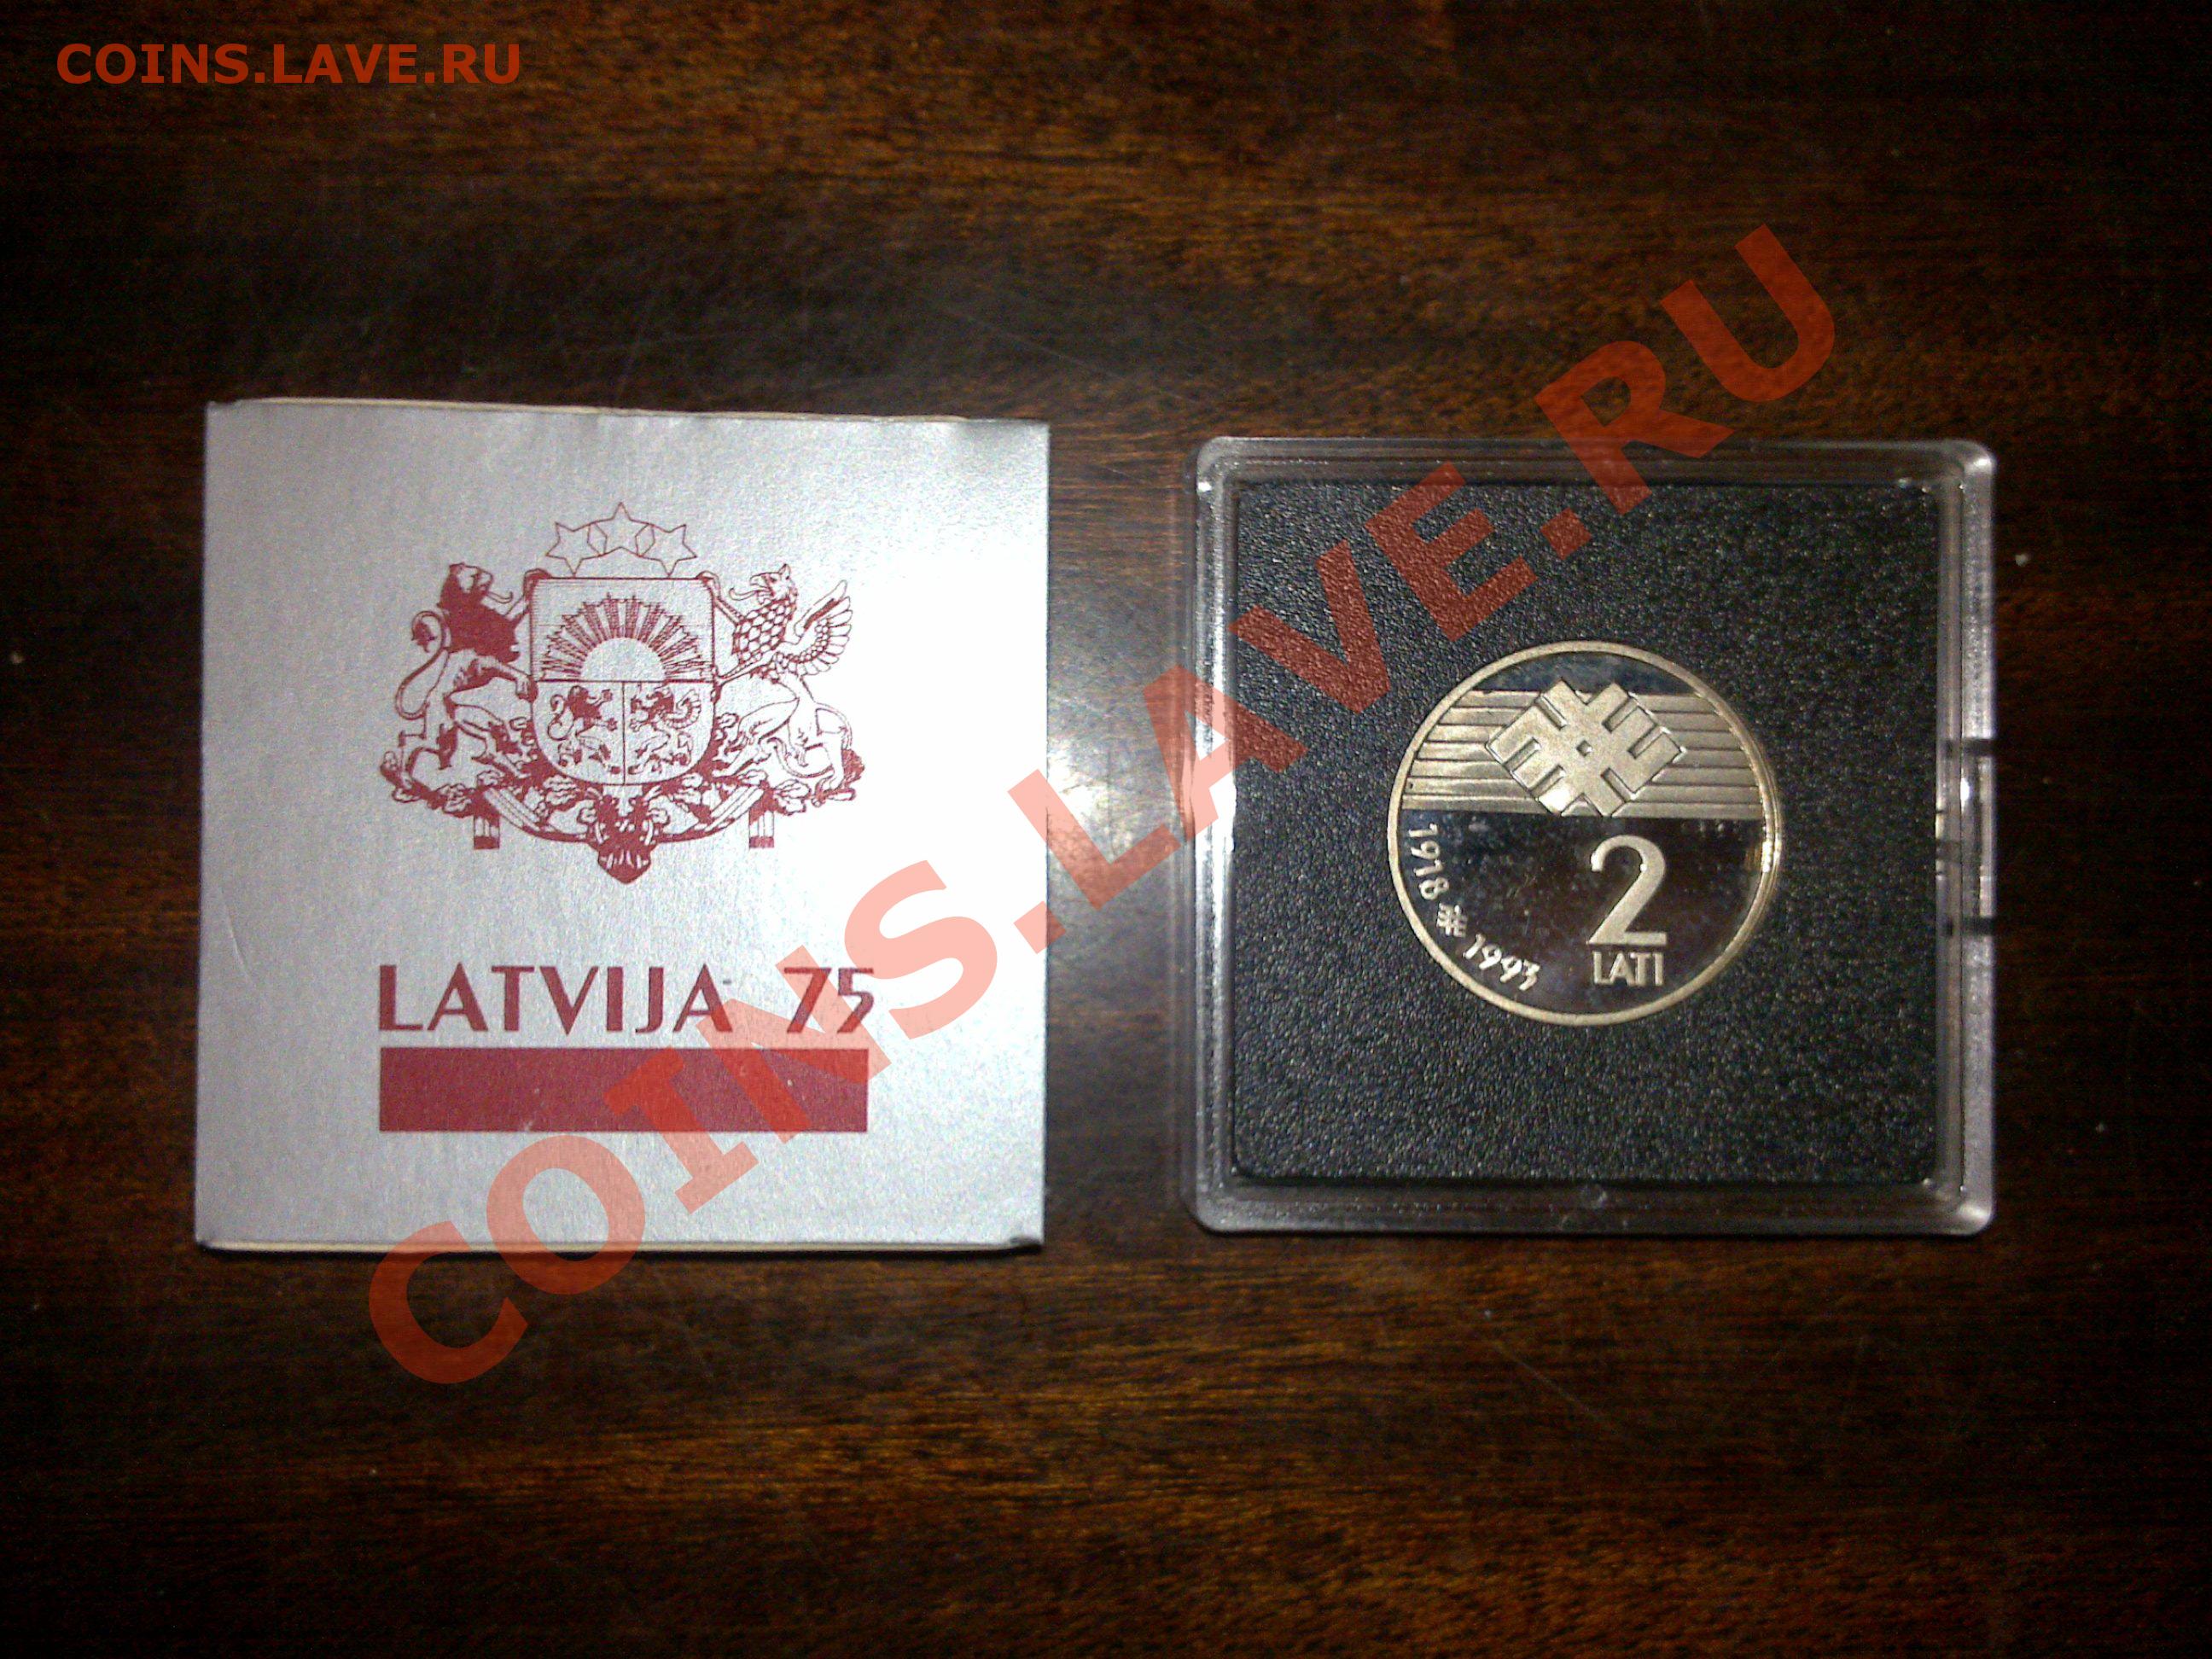 COINS.LAVE.RU
COINS.LAVE.RU
LATVIJA 75
1918 1993
2
LATI